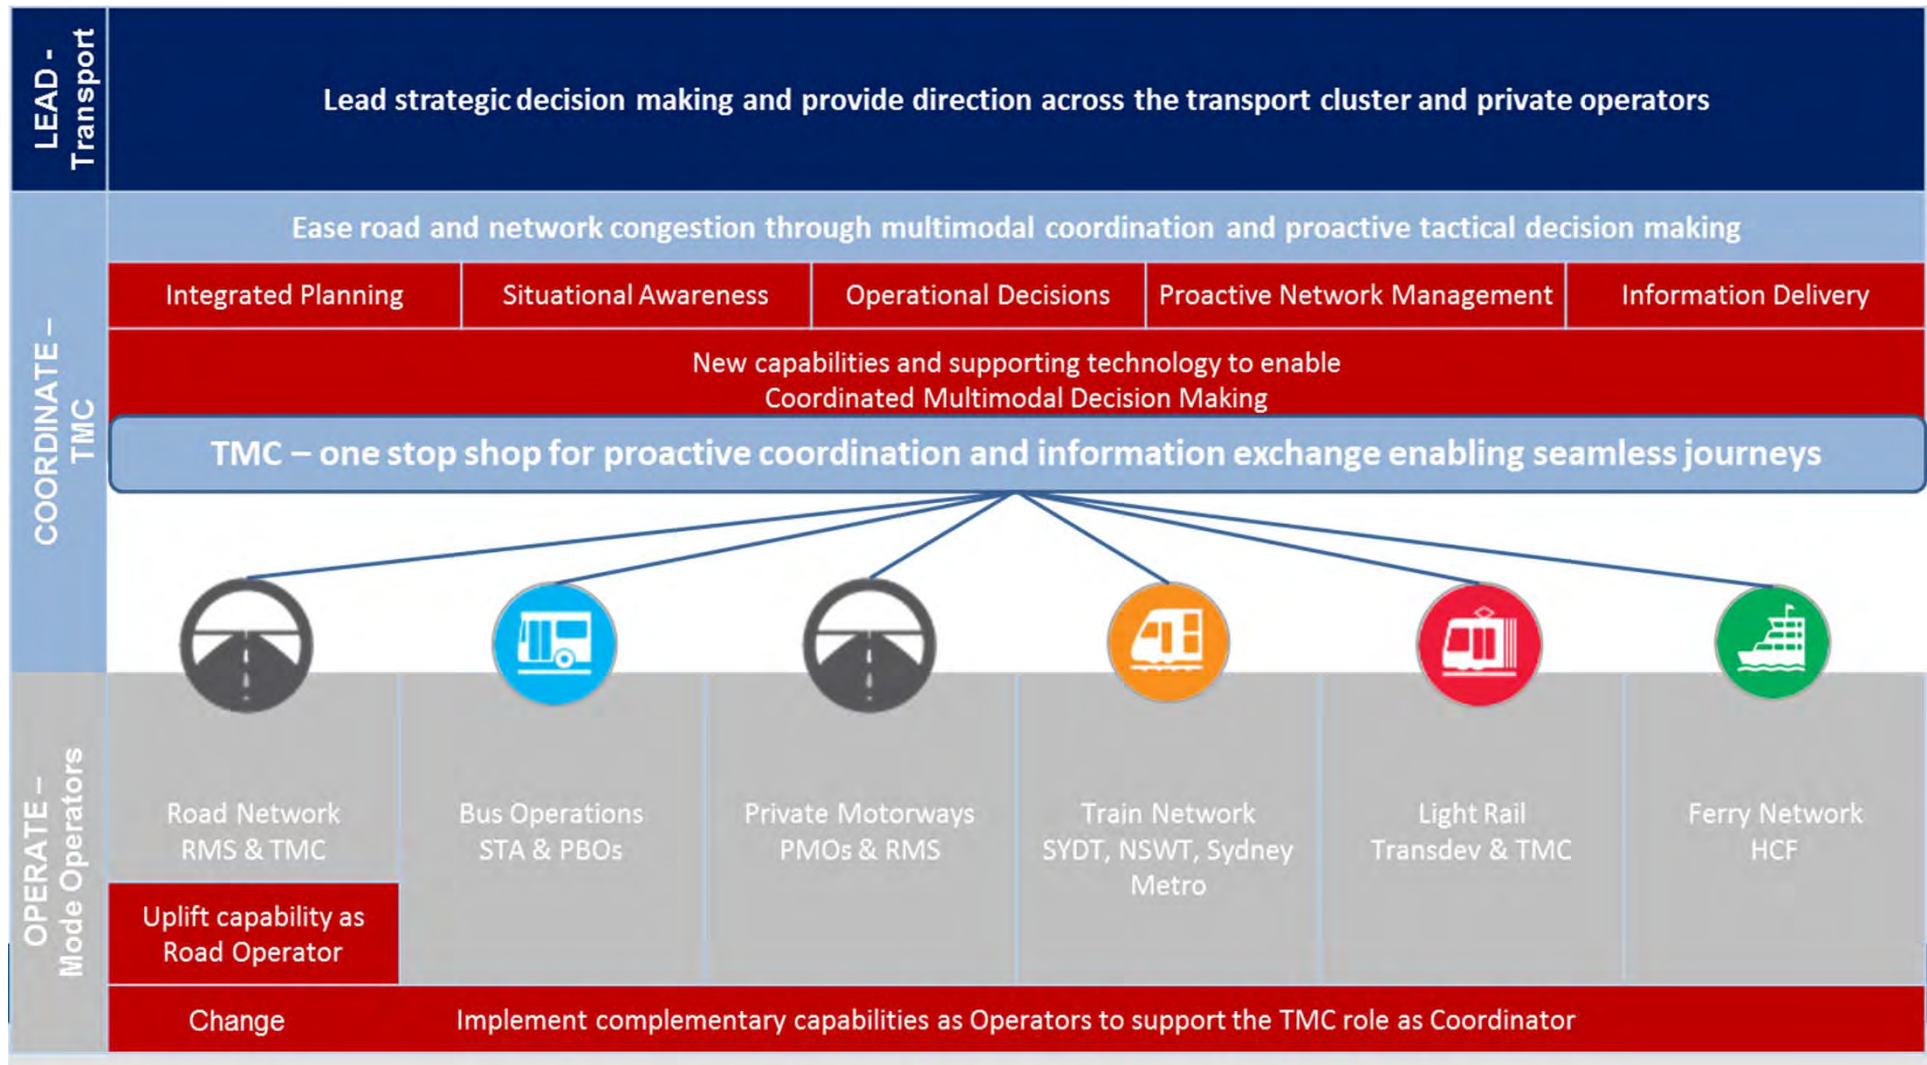 LEAD -
Transport
Lead strategic decision making and provide direction across the transport cluster and private operators
COORDINATE –
TMC
Ease road and network congestion through multimodal coordination and proactive tactical decision making
Integrated Planning
Situational Awareness
Operational Decisions
Proactive Network Management
Information Delivery
New capabilities and supporting technology to enable
Coordinated Multimodal Decision Making
TMC – one stop shop for proactive coordination and information exchange enabling seamless journeys
OPERATE –
Mode Operators
Road Network
RMS & TMC
Bus Operations
STA & PBOs
Private Motorways
PMOs & RMS
Train Network
SYDT, NSWT, Sydney
Metro
Light Rail
Transdev & TMC
Ferry Network
HCF
Uplift capability as
Road Operator
Change
Implement complementary capabilities as Operators to support the TMC role as Coordinator